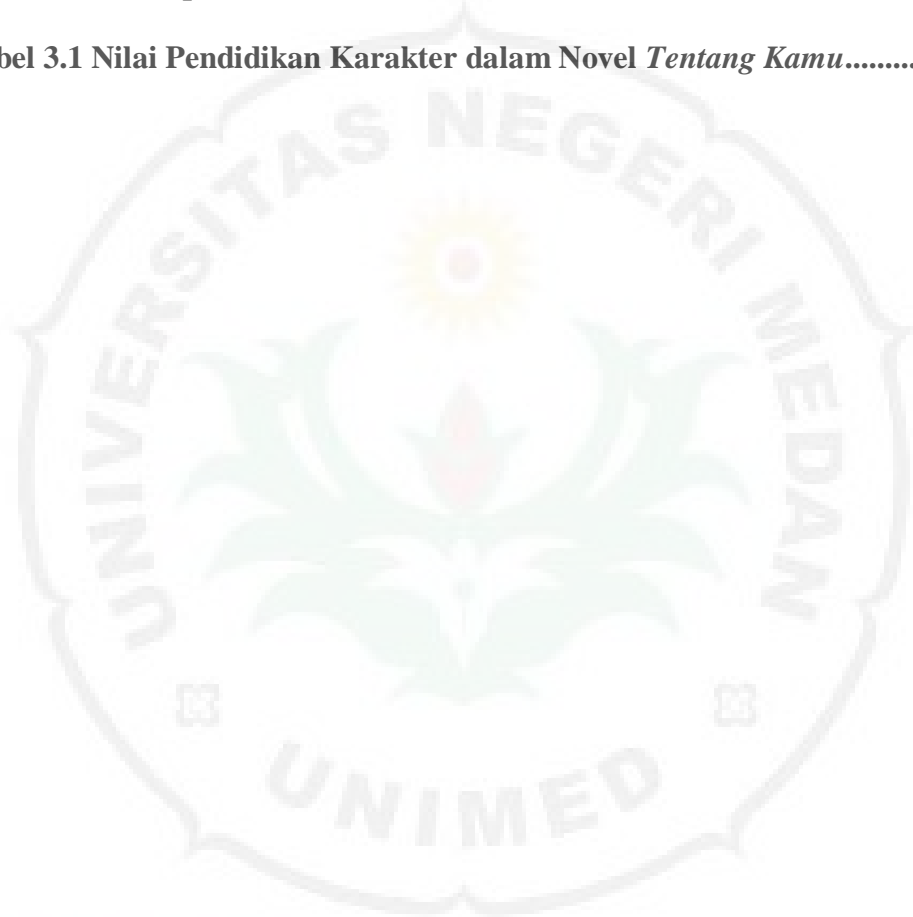 bel 3.1 Nilai Pendidikan Karakter dalam Novel Tentang Kamu.........
UNIVERSITAS NEGERI MEDAN
UNIMED